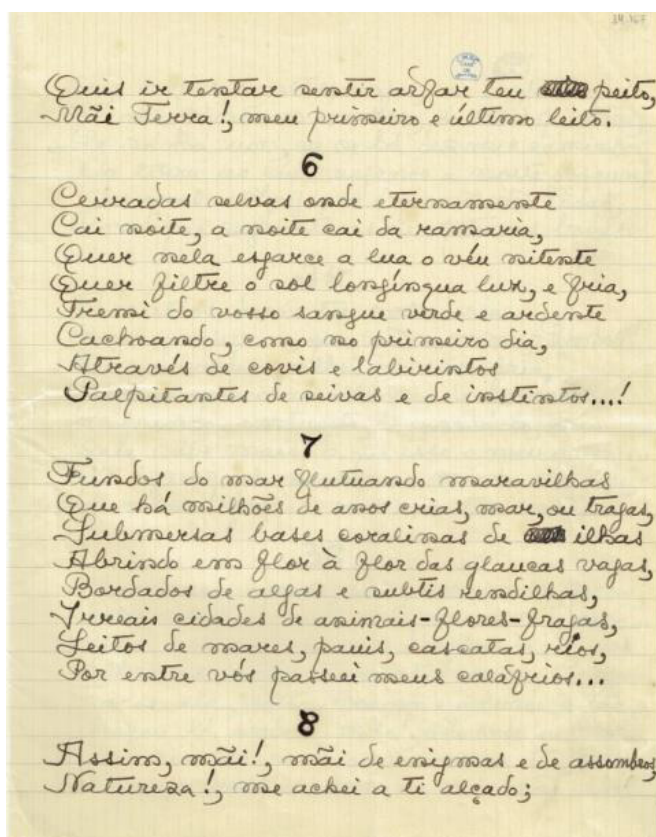 Quis ir tentar sentir arfar teu peito,
Mãi Terra!, meu primeiro e último leito.
6
Cerradas selvas onde eternamente
Cai noite, a noite cai da ramaria,
Quer nela esgarce a lua o véu nitente
Quer filtre o sol longínqua luz, e fria,
Tremi do vosso sangue verde e ardente
Cachoando, como no primeiro dia,
Através de covis e labirintos
Palpitantes de seivas e de instintos...!
7
Fundos do mar flutuando maravilhas
Que há milhões de anos crias, mar, ou tragas,
Submersas bases coralinas de ilhas
Abrindo em flor à flor das glaucas vagas,
Bordados de algas e subtis rendilhas,
Irreais cidades de animais-flores-fragas,
Leitos de mares, pauis, cascatas, rios,
Por entre vós passeei meus calafrios...
8
Assim, mãi!, mãi de enigmas e de assombros,
Natureza!, me achei a ti alçado;